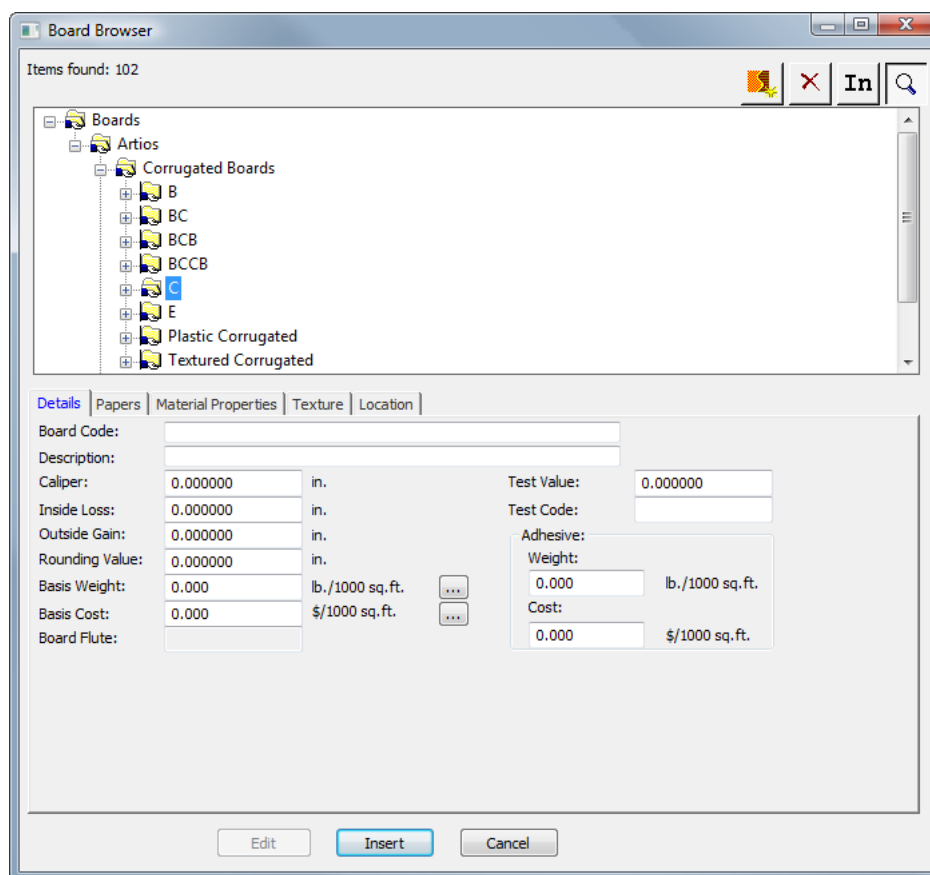 Board Browser
Items found: 102
In
Boards
Artios
Corrugated Boards
B
BC
BCB
BCCB
C
E
Plastic Corrugated
Textured Corrugated
Details Papers Material Properties Texture Location
Board Code:
Description:
Caliper: 0.000000 in. Test Value: 0.000000
Inside Loss: 0.000000 in. Test Code:
Outside Gain: 0.000000 in. Adhesive:
Rounding Value: 0.000000 in. Weight:
Basis Weight: 0.000 lb./1000 sq.ft. ... 0.000 lb./1000 sq.ft.
Basis Cost: 0.000 $/1000 sq.ft. ... Cost:
Board Flute: 0.000 $/1000 sq.ft.
Edit Insert Cancel